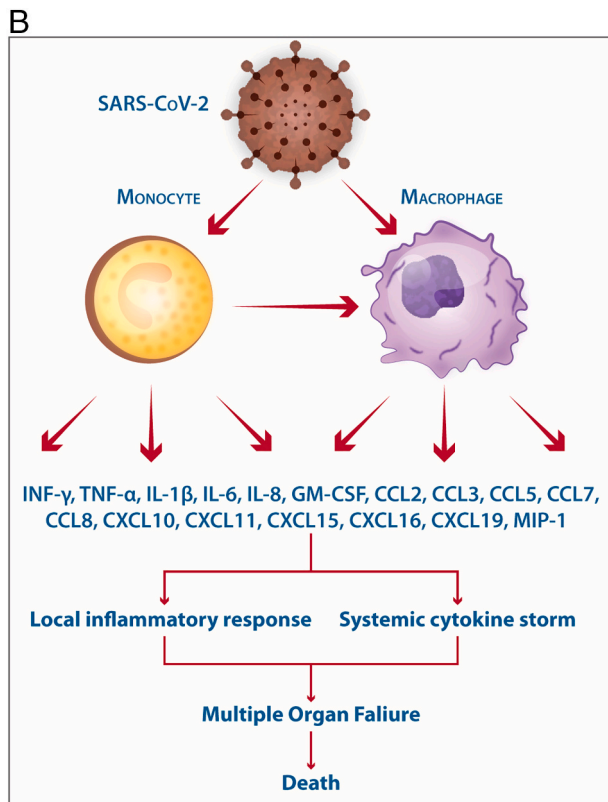 B
SARS-CoV-2
Monocyte
Macrophage
INF-γ, TNF-α, IL-1β, IL-6, IL-8, GM-CSF, CCL2, CCL3, CCL5, CCL7,
CCL8, CXCL10, CXCL11, CXCL15, CXCL16, CXCL19, MIP-1
Local inflammatory response
Systemic cytokine storm
Multiple Organ Faliure
Death